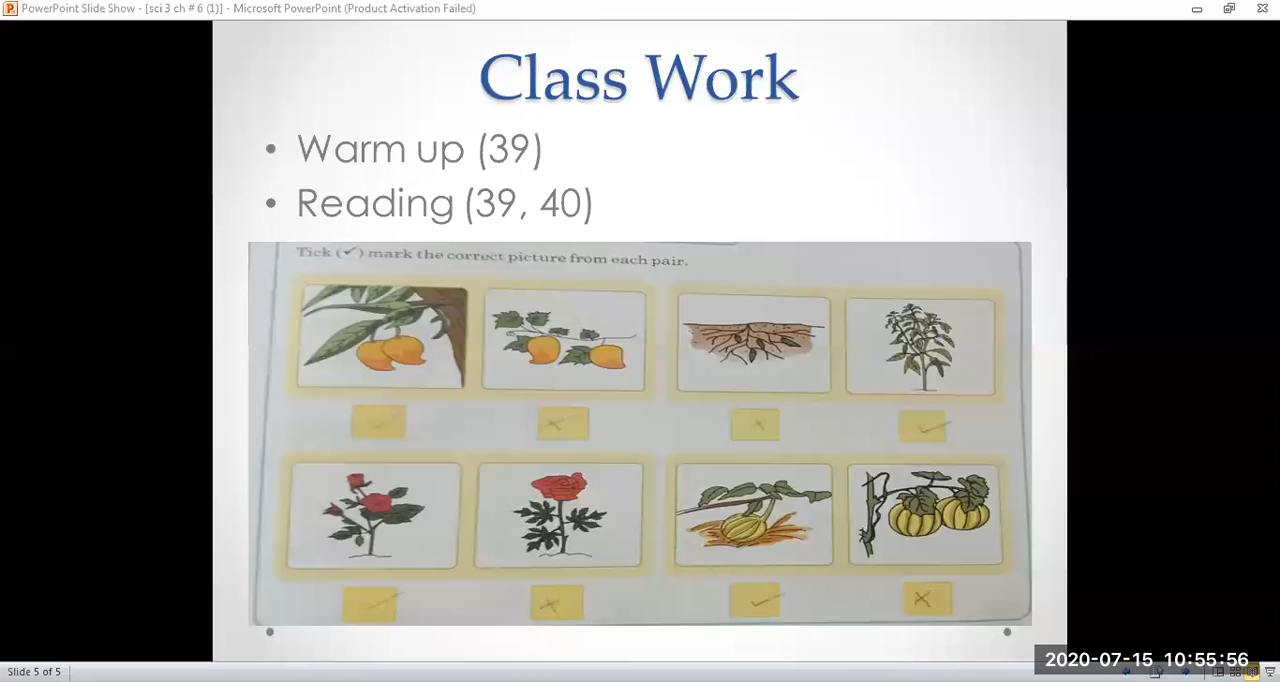 PowerPoint Slide Show - [sci 3 ch # 6 (1)] - Microsoft PowerPoint (Product Activation Failed)
Class Work
• Warm up (39)
• Reading (39, 40)
Tick (✓) mark the correct picture from each pair.
2020-07-15 10:55:56
Slide 5 of 5